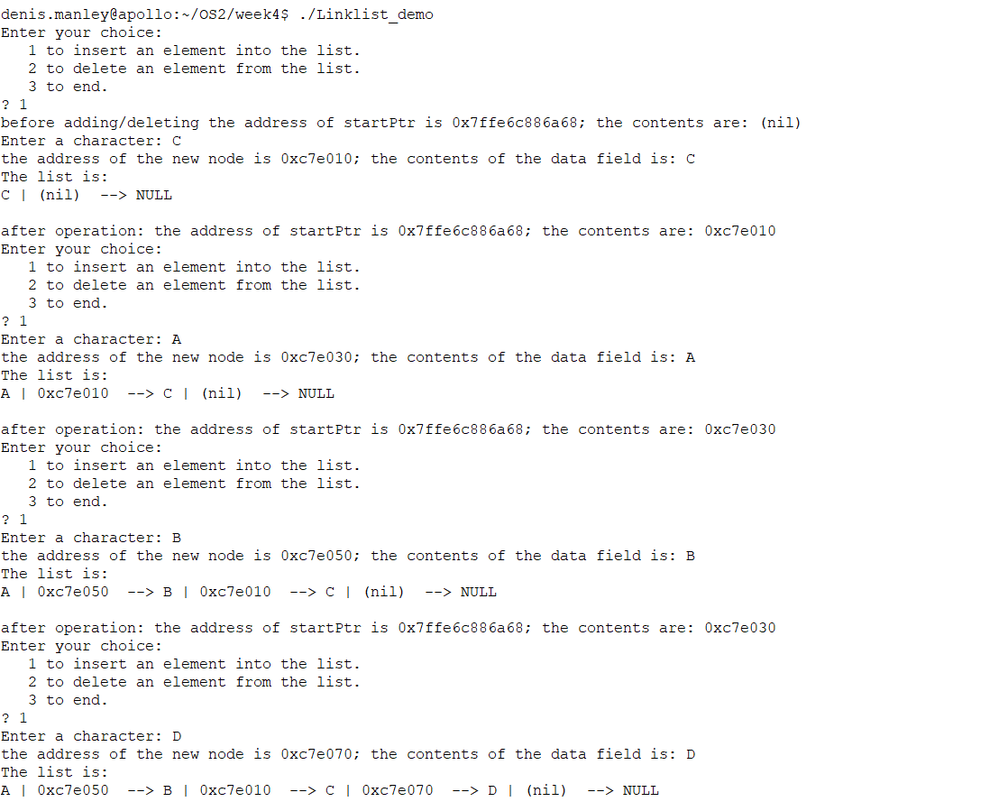 denis.manley@apollo:~/OS2/week4$ ./Linklist_demo
Enter your choice:
   1 to insert an element into the list.
   2 to delete an element from the list.
   3 to end.
? 1
before adding/deleting the address of startPtr is 0x7ffe6c886a68; the contents are: (nil)
Enter a character: C
the address of the new node is 0xc7e010; the contents of the data field is: C
The list is:
C | (nil)  --> NULL

after operation: the address of startPtr is 0x7ffe6c886a68; the contents are: 0xc7e010
Enter your choice:
   1 to insert an element into the list.
   2 to delete an element from the list.
   3 to end.
? 1
Enter a character: A
the address of the new node is 0xc7e030; the contents of the data field is: A
The list is:
A | 0xc7e010  --> C | (nil)  --> NULL

after operation: the address of startPtr is 0x7ffe6c886a68; the contents are: 0xc7e030
Enter your choice:
   1 to insert an element into the list.
   2 to delete an element from the list.
   3 to end.
? 1
Enter a character: B
the address of the new node is 0xc7e050; the contents of the data field is: B
The list is:
A | 0xc7e050  --> B | 0xc7e010  --> C | (nil)  --> NULL

after operation: the address of startPtr is 0x7ffe6c886a68; the contents are: 0xc7e030
Enter your choice:
   1 to insert an element into the list.
   2 to delete an element from the list.
   3 to end.
? 1
Enter a character: D
the address of the new node is 0xc7e070; the contents of the data field is: D
The list is:
A | 0xc7e050  --> B | 0xc7e010  --> C | 0xc7e070  --> D | (nil)  --> NULL